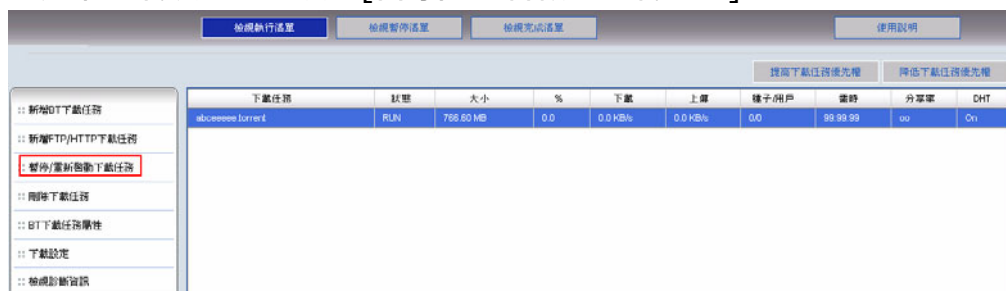 檢視執行清單 檢視暫停清單 檢視完成清單 使用說明
提高下載任務優先權 降低下載任務優先權
:: 新增BT下載任務
:: 新增FTP/HTTP下載任務
:: 暫停/重新啟動下載任務
:: 刪除下載任務
:: BT下載任務屬性
:: 下載設定
:: 檢視診斷資訊
下載任務 狀態 大小 % 下載 上傳 種子/用戶 需時 分享率 DHT
abceeeee.torrent RUN 766.60 MB 0.0 0.0 KB/s 0.0 KB/s 0/0 99:99:99 oo On